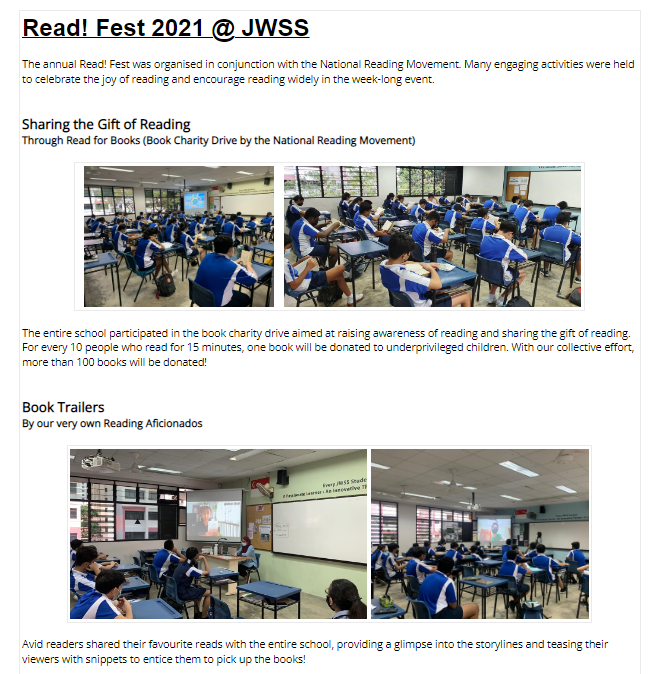 Read! Fest 2021 @ JWSS
The annual Read! Fest was organised in conjunction with the National Reading Movement. Many engaging activities were held
to celebrate the joy of reading and encourage reading widely in the week-long event.
Sharing the Gift of Reading
Through Read for Books (Book Charity Drive by the National Reading Movement)
The entire school participated in the book charity drive aimed at raising awareness of reading and sharing the gift of reading.
For every 10 people who read for 15 minutes, one book will be donated to underprivileged children. With our collective effort,
more than 100 books will be donated!
Book Trailers
By our very own Reading Aficionados
Every JWSS Stude
A Passionate Learner • An Innovative Th
Avid readers shared their favourite reads with the entire school, providing a glimpse into the storylines and teasing their
viewers with snippets to entice them to pick up the books!